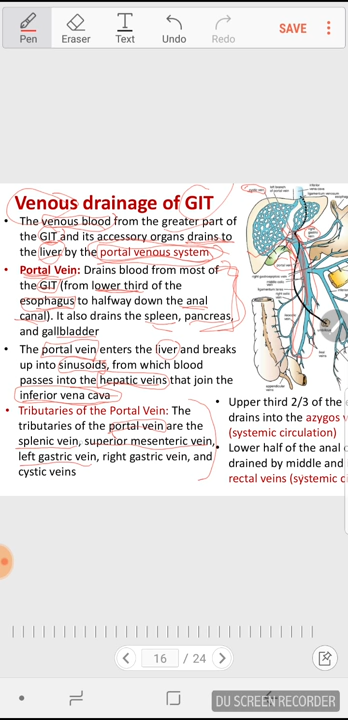 Pen
Eraser
Text
Undo
Redo
SAVE
Venous drainage of GIT
• The venous blood from the greater part of
the GIT and its accessory organs drains to
the liver by the portal venous system.
• Portal Vein: Drains blood from most of
the GIT (from lower third of the
esophagus to halfway down the anal
canal). It also drains the spleen, pancreas,
and gallbladder
• The portal vein enters the liver and breaks
up into sinusoids, from which blood
passes into the hepatic veins that join the
inferior vena cava
• Tributaries of the Portal Vein: The
tributaries of the portal vein are the
splenic vein, superior mesenteric vein,
left gastric vein, right gastric vein, and
cystic veins
• Upper third 2/3 of the
drains into the azygos
(systemic circulation)
• Lower half of the anal
drained by middle and
rectal veins (systemic
16 / 24
DU SCREEN RECORDER